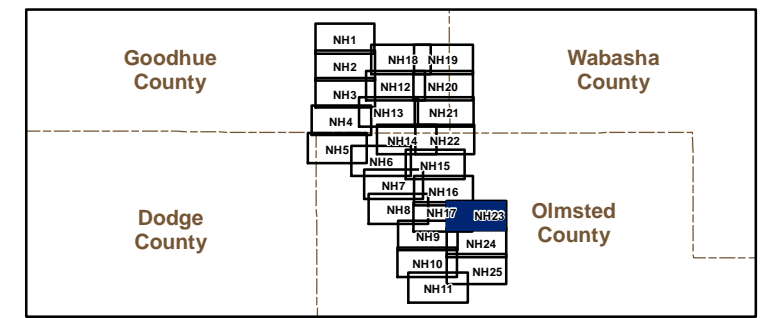 Goodhue
County
Wabasha
County
NH1
NH2
NH3
NH4
NH5
NH18
NH19
NH12
NH20
NH13
NH21
NH14
NH22
NH6
NH15
NH7
NH16
NH8
NH17
NH23
NH9
NH24
NH10
NH25
NH11
Dodge
County
Olmsted
County